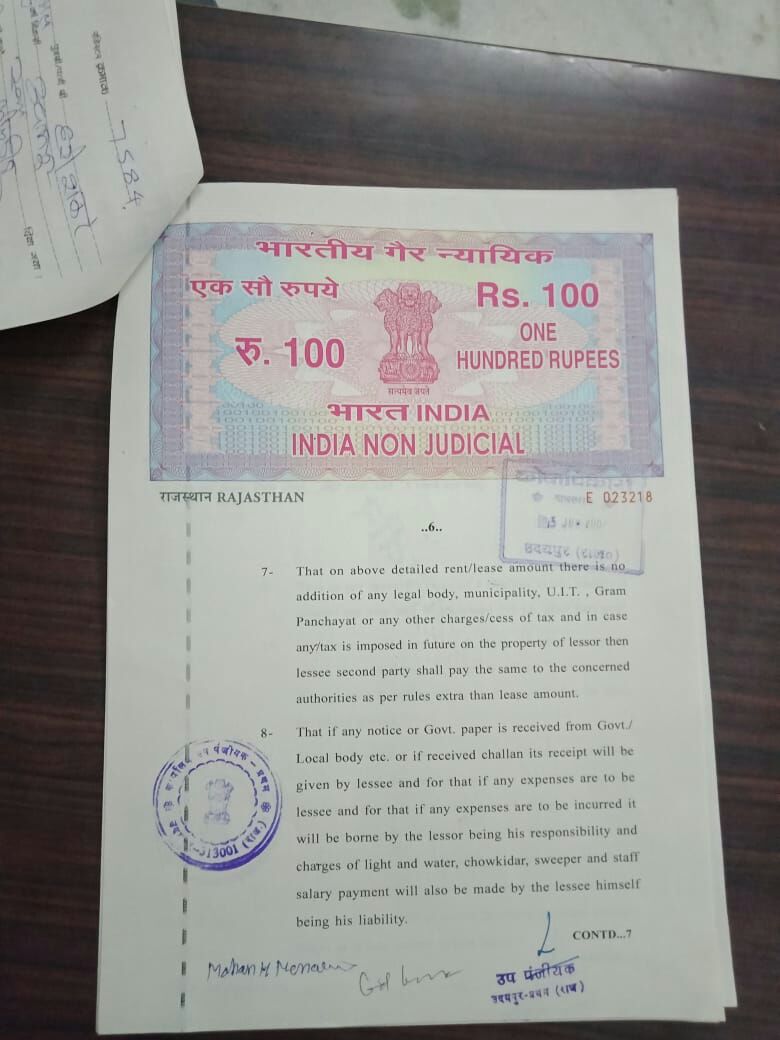 7584
भारतीय गैर न्यायिक
एक सौ रुपये
Rs. 100
रु. 100
ONE
HUNDRED RUPEES
सत्यमेव जयते
भारत INDIA
INDIA NON JUDICIAL
राजस्थान RAJASTHAN
E 023218
उदयपुर (राज०)
..6..
7- That on above detailed rent/lease amount there is no
addition of any legal body, municipality, U.I.T. , Gram
Panchayat or any other charges/cess of tax and in case
any/tax is imposed in future on the property of lessor then
lessee second party shall pay the same to the concerned
authorities as per rules extra than lease amount.
8- That if any notice or Govt. paper is received from Govt./
Local body etc. or if received challan its receipt will be
given by lessee and for that if any expenses are to be
lessee and for that if any expenses are to be incurred it
will be borne by the lessor being his responsibility and
charges of light and water, chowkidar, sweeper and staff
salary payment will also be made by the lessee himself
being his liability.
CONTD...7
पंजीयक - प्रथम
313001 (राज.)
Mohan
उप पंजीयक
उदयपुर-प्रथम (राज)